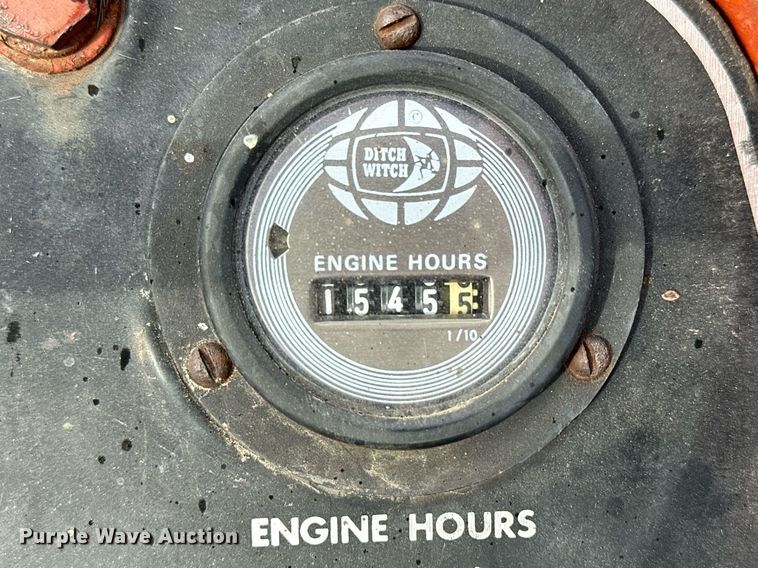 ©
DITCH
WITCH
ENGINE HOURS
15455
1/10
ENGINE HOURS
Purple Wave Auction